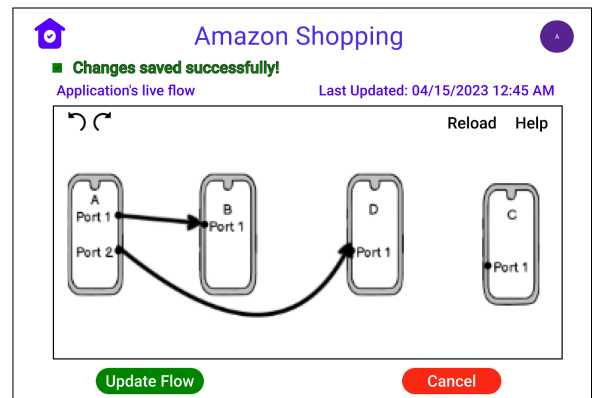 Amazon Shopping
A
Changes saved successfully!
Application's live flow
Last Updated: 04/15/2023 12:45 AM
Reload Help
A
Port 1
Port 2
B
Port 1
D
Port 1
C
Port 1
Update Flow
Cancel